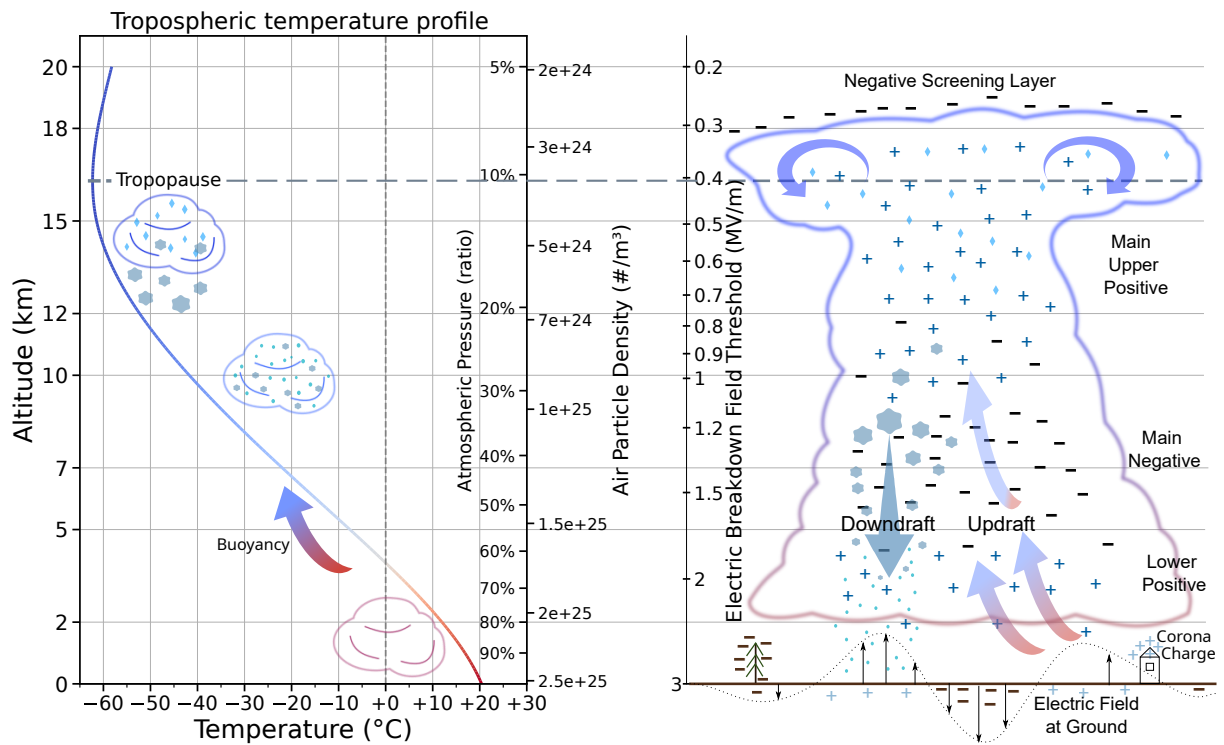 Tropospheric temperature profile
20
18
15
12
10
7
5
2
0
Altitude (km)
−60
−50
−40
−30
−20
−10
+0
+10
+20
+30
Temperature (°C)
Tropopause
Buoyancy
5%
10%
20%
30%
40%
50%
60%
70%
80%
90%
Atmospheric Pressure (ratio)
2e+24
3e+24
5e+24
7e+24
1e+25
1.5e+25
2e+25
2.5e+25
Air Particle Density (#/m³)
0.2
0.3
0.4
0.5
0.6
0.7
0.8
0.9
1
1.2
1.5
2
3
Electric Breakdown Field Threshold (MV/m)
Negative Screening Layer
Main
Upper
Positive
Main
Negative
Downdraft
Updraft
Lower
Positive
Corona
Charge
Electric Field
at Ground